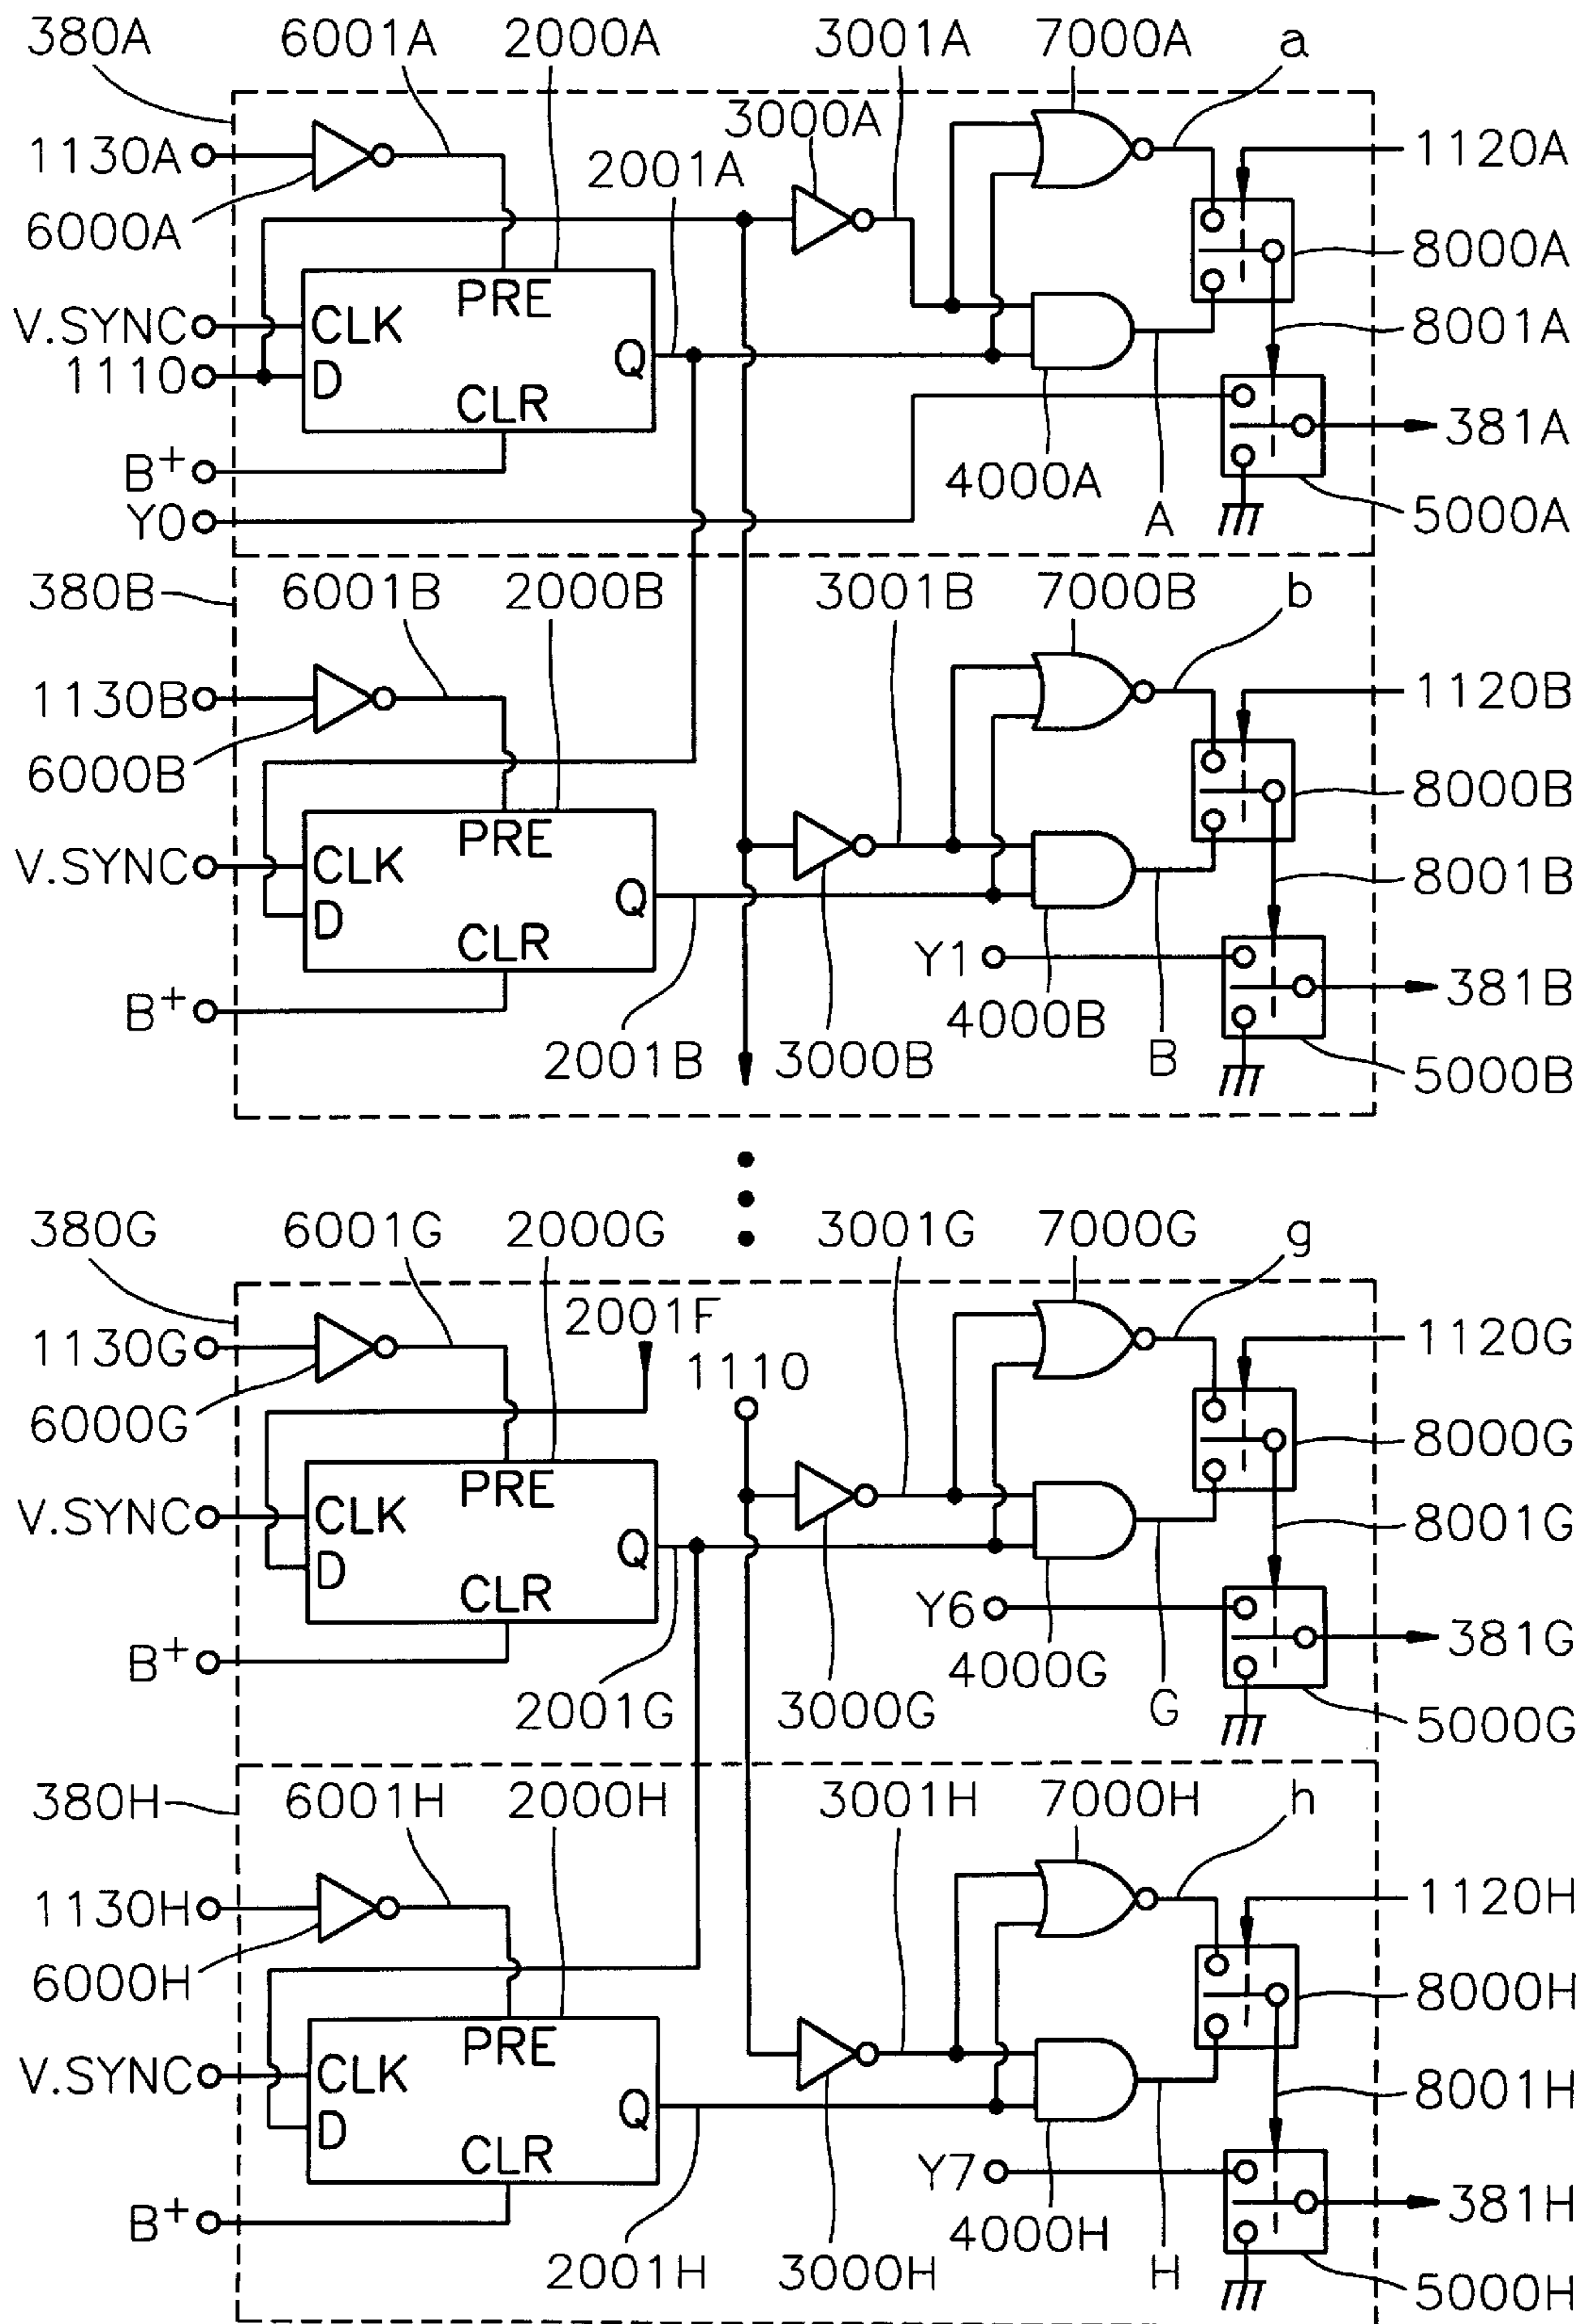 380A 6001A 2000A 3001A 7000A a
3000A
1130A 2001A 1120A
6000A 8000A
PRE
V.SYNC CLK 8001A
1110 D Q
CLR 381A
B+ 4000A
Y0 A 5000A
380B 6001B 2000B 3001B 7000B b
1130B 1120B
6000B 8000B
PRE
V.SYNC CLK 8001B
D Q
CLR Y1 381B
B+ 4000B
2001B 3000B B 5000B
380G 6001G 2000G 3001G 7000G g
2001F
1130G 1110 1120G
6000G 8000G
PRE
V.SYNC CLK 8001G
D Q
CLR Y6 381G
B+ 4000G
2001G 3000G G 5000G
380H 6001H 2000H 3001H 7000H h
1130H 1120H
6000H 8000H
PRE
V.SYNC CLK 8001H
D Q
CLR Y7 381H
B+ 4000H
2001H 3000H H 5000H